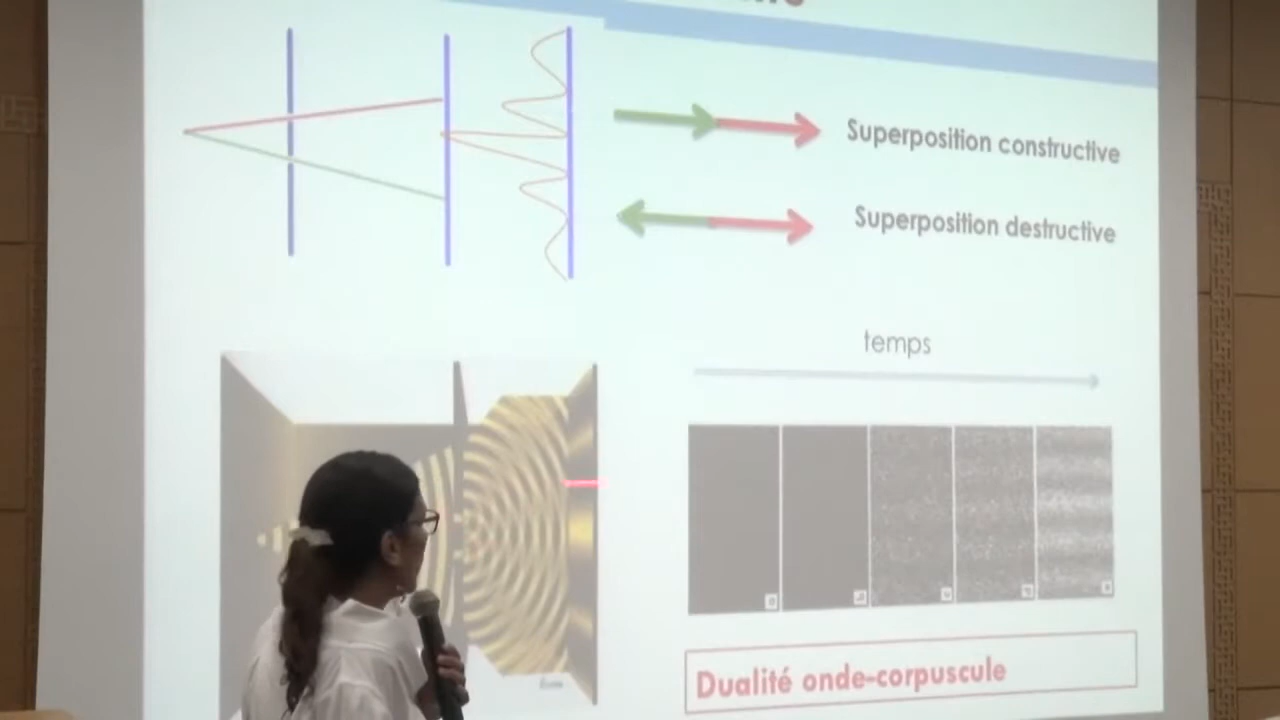 Superposition constructive
Superposition destructive
temps
Dualité onde-corpuscule